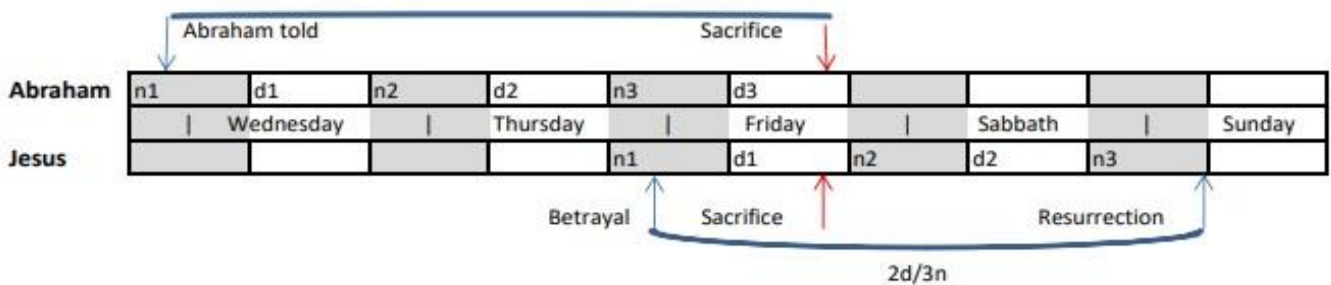 Abraham told Sacrifice
Abraham n1 d1 n2 d2 n3 d3
| Wednesday | Thursday | Friday | Sabbath | Sunday
Jesus n1 d1 n2 d2 n3
Betrayal Sacrifice Resurrection
2d/3n